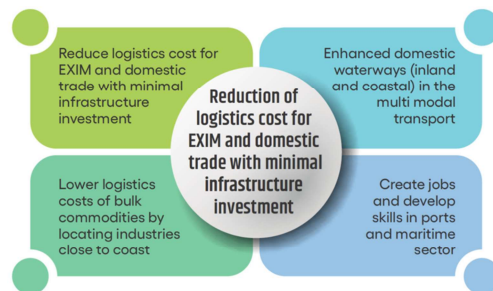 Reduce logistics cost for
EXIM and domestic
trade with minimal
infrastructure
investment
Enhanced domestic
waterways (inland
and coastal) in the
multi modal
transport
Reduction of
logistics cost for
EXIM and domestic
trade with minimal
infrastructure
investment
Lower logistics
costs of bulk
commodities by
locating industries
close to coast
Create jobs
and develop
skills in ports
and maritime
sector